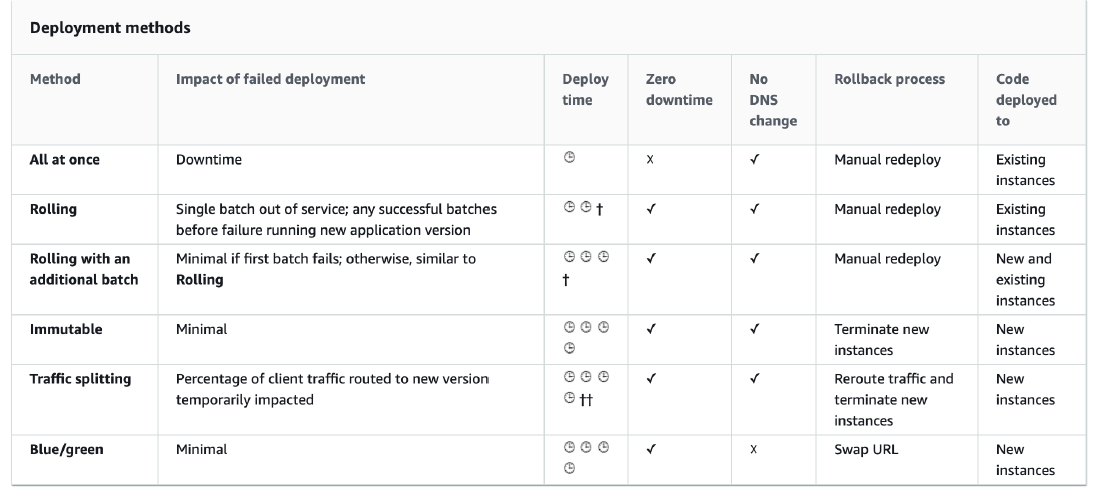 Deployment methods
Method Impact of failed deployment Deploy time Zero downtime No DNS change Rollback process Code deployed to
All at once Downtime 🕒 x ✓ Manual redeploy Existing instances
Rolling Single batch out of service; any successful batches before failure running new application version 🕒 🕒 † ✓ ✓ Manual redeploy Existing instances
Rolling with an additional batch Minimal if first batch fails; otherwise, similar to Rolling 🕒 🕒 🕒 † ✓ ✓ Manual redeploy New and existing instances
Immutable Minimal 🕒 🕒 🕒 🕒 ✓ ✓ Terminate new instances New instances
Traffic splitting Percentage of client traffic routed to new version temporarily impacted 🕒 🕒 🕒 🕒 †† ✓ ✓ Reroute traffic and terminate new instances New instances
Blue/green Minimal 🕒 🕒 🕒 🕒 ✓ x Swap URL New instances